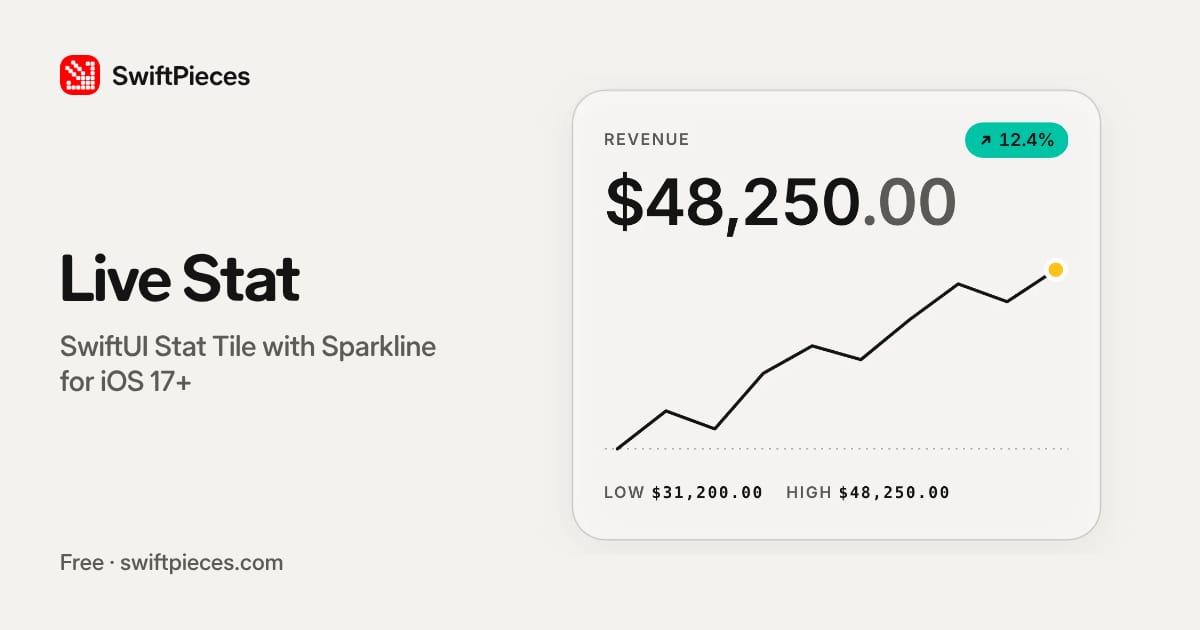 SwiftPieces
Live Stat
SwiftUI Stat Tile with Sparkline
for iOS 17+
Free · swiftpieces.com
REVENUE
↗ 12.4%
$48,250.00
LOW $31,200.00 HIGH $48,250.00